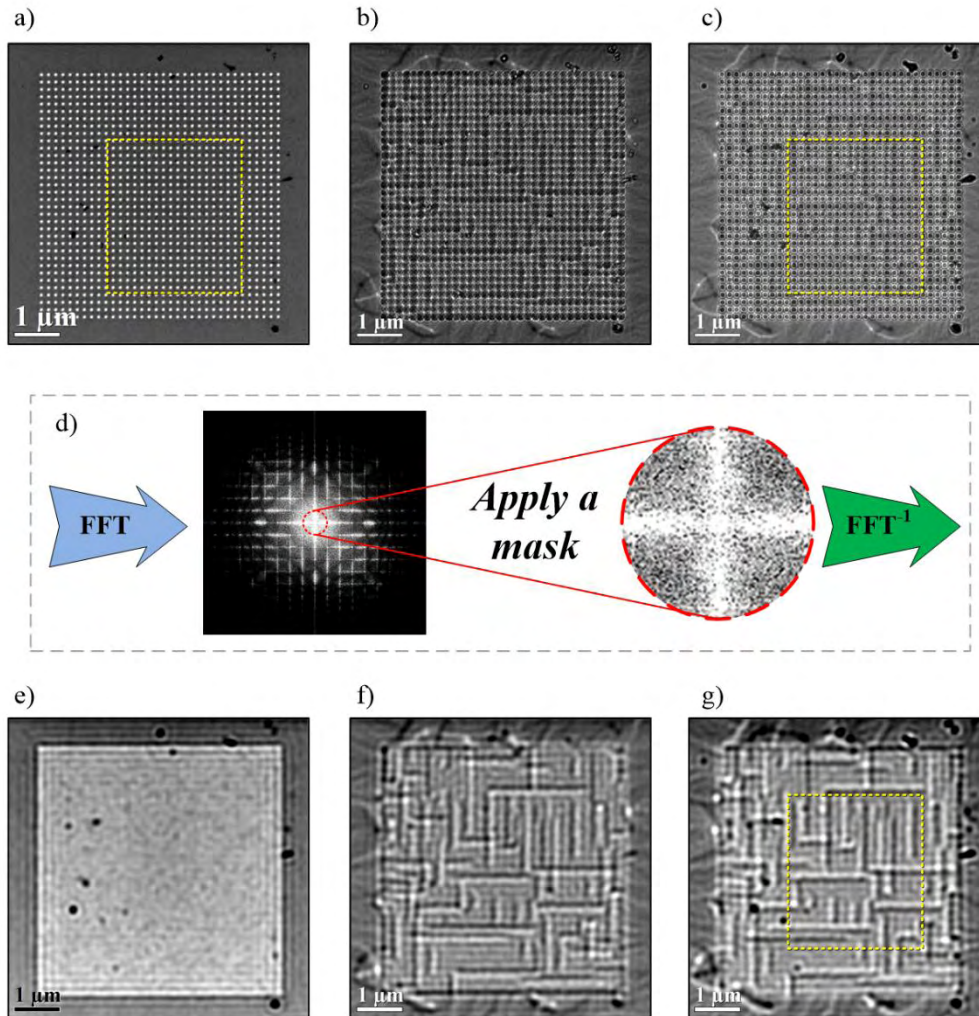 a)
b)
c)
1 µm
1 µm
1 µm
d)
FFT
Apply a
mask
FFT-1
e)
f)
g)
1 µm
1 µm
1 µm